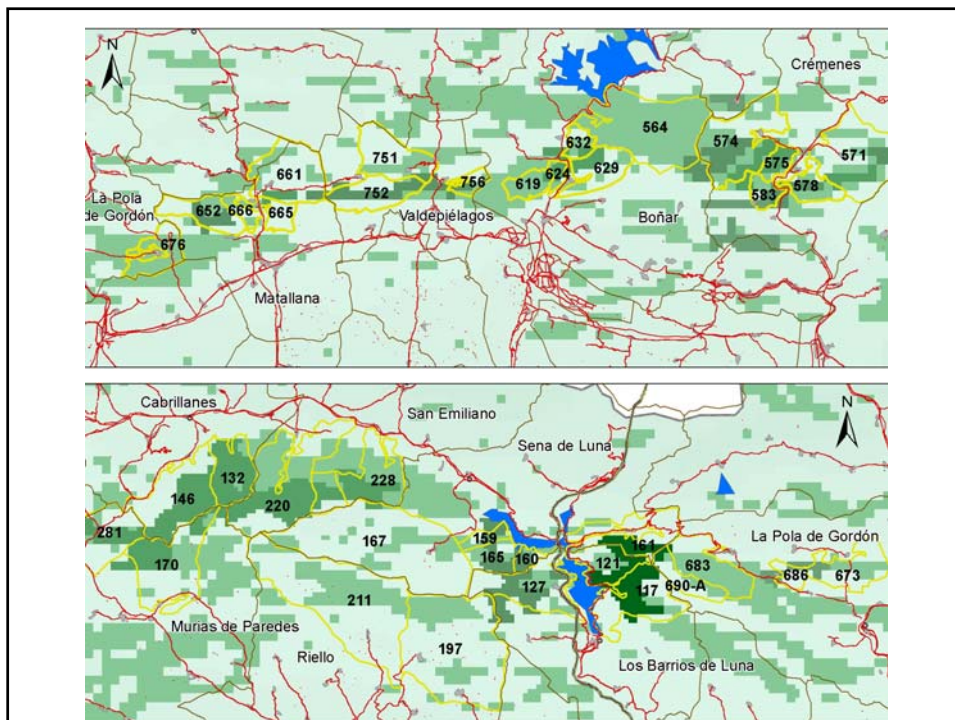 N
Crémenes
564
574
632
751
661
571
575
629
624
756
619
752
583
578
La Pola
de Gordón
652
666
665
Valdepiélagos
Boñar
676
Matallana
Cabrillanes
San Emiliano
N
Sena de Luna
132
228
146
220
281
159
167
161
La Pola de Gordón
165
160
170
121
683
686
673
127
117
690-A
211
Murias de Paredes
Riello
197
Los Barrios de Luna